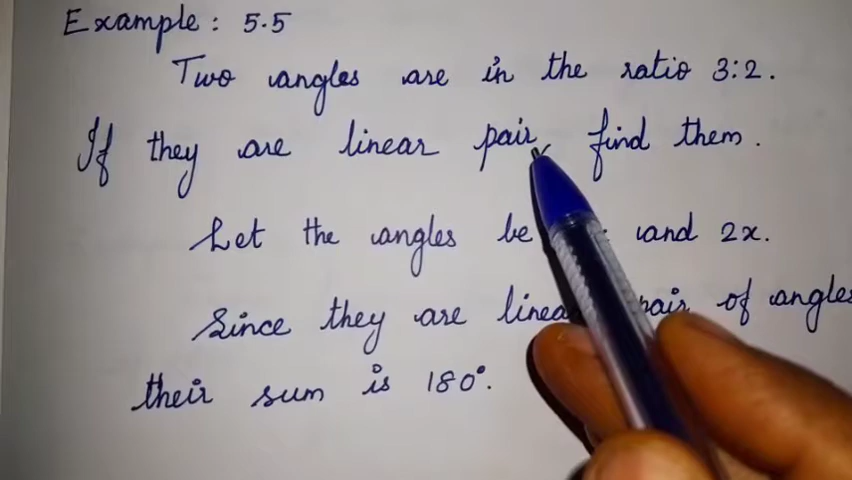 Example: 5.5
Two angles are in the ratio 3:2.
If they are linear pair find them.
Let the angles be and 2x.
Since they are linear pair of angles
their sum is 180°.